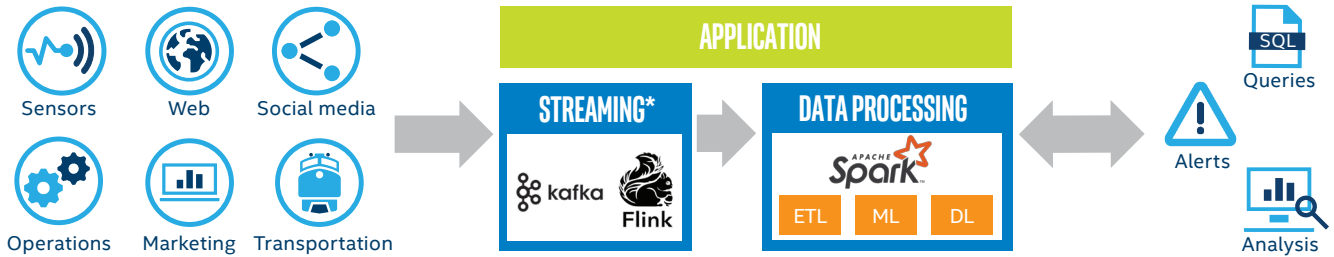 Sensors
Web
Social media
Operations
Marketing
Transportation
APPLICATION
STREAMING*
kafka
Flink
DATA PROCESSING
APACHE
Spark™
ETL
ML
DL
SQL
Queries
Alerts
Analysis